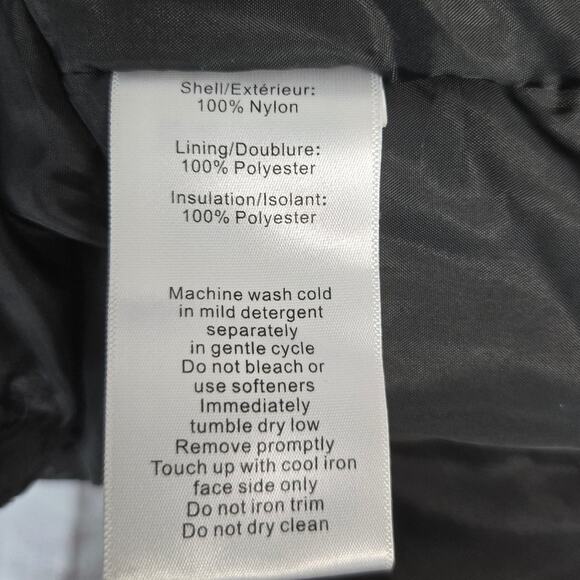 Shell/Extérieur:
100% Nylon
Lining/Doublure:
100% Polyester
Insulation/Isolant:
100% Polyester
Machine wash cold
in mild detergent
separately
in gentle cycle
Do not bleach or
use softeners
Immediately
tumble dry low
Remove promptly
Touch up with cool iron
face side only
Do not iron trim
Do not dry clean